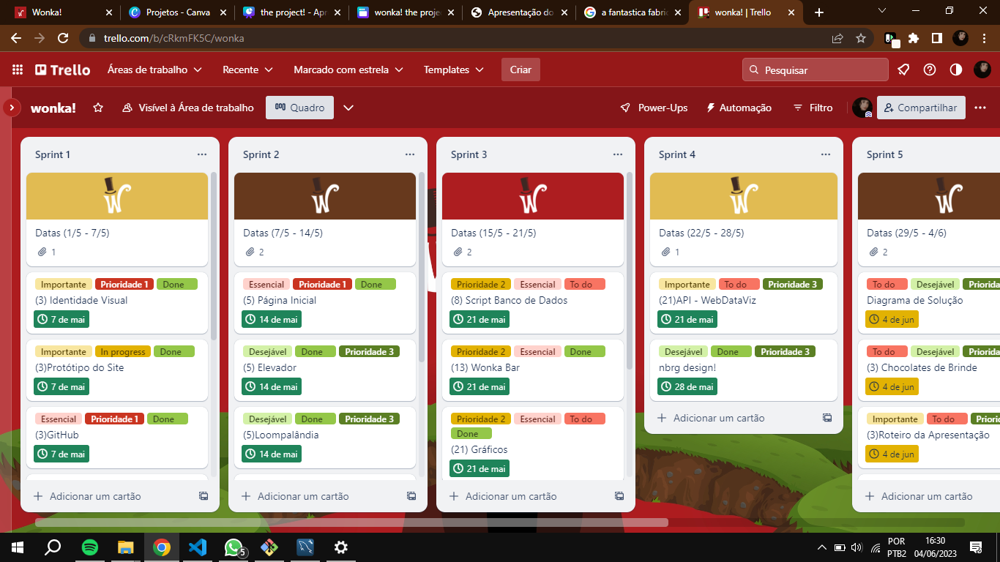 Wonka!
Projetos - Canva
the project! - Apr
wonka! the proje
Apresentação do
a fantastica fabri
wonka! | Trello
trello.com/b/cRkmFK5C/wonka
Trello
Áreas de trabalho
Recente
Marcado com estrela
Templates
Criar
Pesquisar
wonka!
Visível à Área de trabalho
Quadro
Power-Ups
Automação
Filtro
Compartilhar
Sprint 1
W
Datas (1/5 - 7/5)
1
Importante Prioridade 1 Done
(3) Identidade Visual
7 de mai
Importante In progress Done
(3)Protótipo do Site
7 de mai
Essencial Prioridade 1 Done
(3)GitHub
7 de mai
Adicionar um cartão
Sprint 2
W
Datas (7/5 - 14/5)
2
Essencial Prioridade 1 Done
(5) Página Inicial
14 de mai
Desejável Done Prioridade 3
(5) Elevador
14 de mai
Desejável Done Prioridade 3
(5)Loompalândia
14 de mai
Adicionar um cartão
Sprint 3
W
Datas (15/5 - 21/5)
2
Prioridade 2 Essencial To do
(8) Script Banco de Dados
21 de mai
Prioridade 2 Essencial Done
(13) Wonka Bar
21 de mai
Prioridade 2 Essencial To do
Done
(21) Gráficos
21 de mai
Adicionar um cartão
Sprint 4
W
Datas (22/5 - 28/5)
1
Importante To do Prioridade 3
(21)API - WebDataViz
21 de mai
Desejável Done Prioridade 3
nbrg design!
28 de mai
Adicionar um cartão
Sprint 5
W
Datas (29/5 - 4/6)
2
To do Desejável Priorida
Diagrama de Solução
4 de jun
To do Desejável Priorida
(3) Chocolates de Brinde
4 de jun
Importante To do Priori
(3)Roteiro da Apresentação
4 de jun
Adicionar um cartão
5
POR
PTB2
16:30
04/06/2023